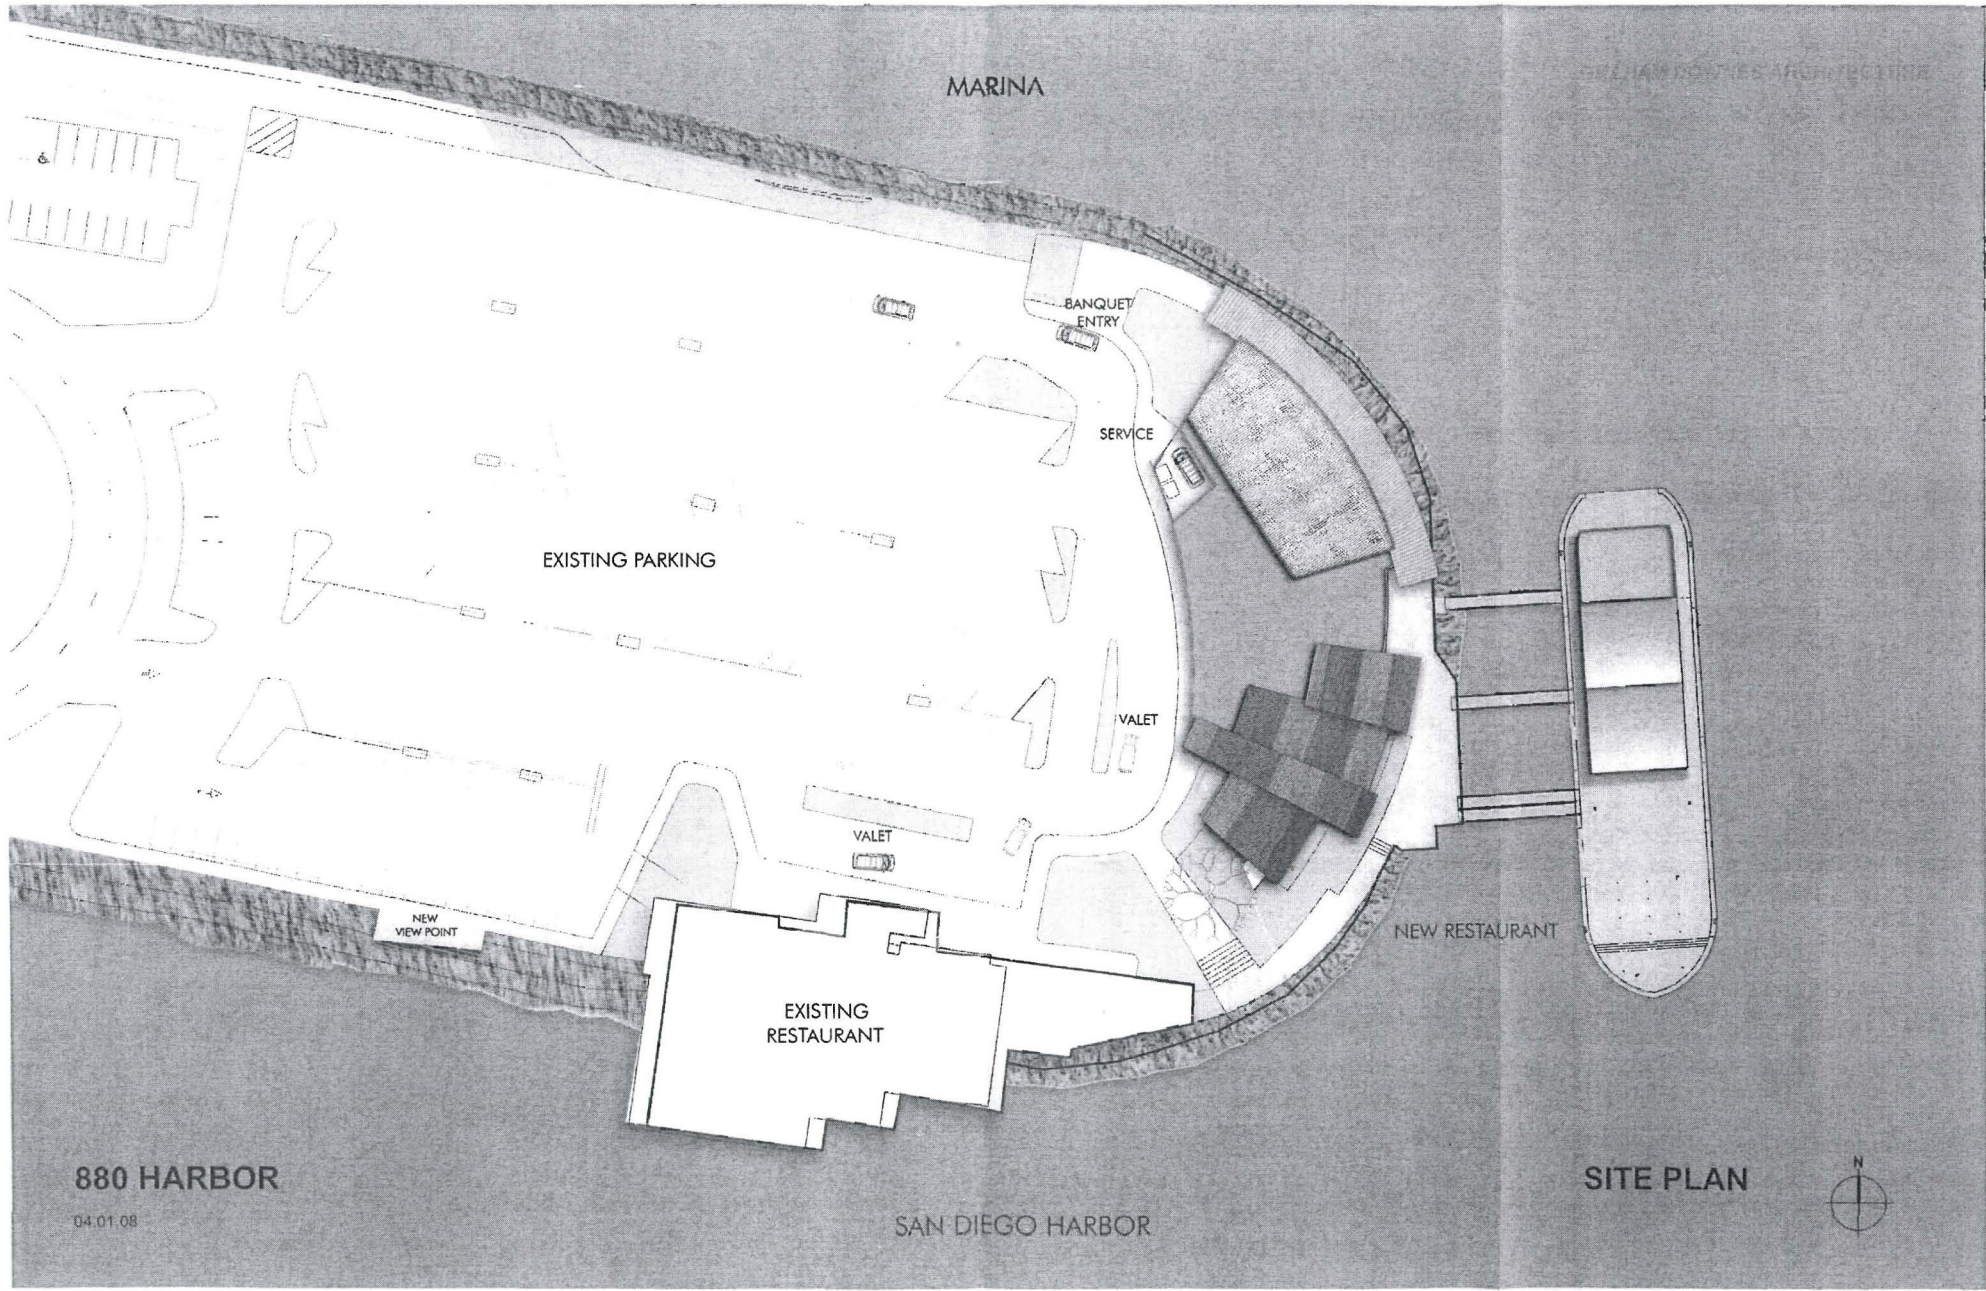 MARINA
BANQUET
ENTRY
SERVICE
EXISTING PARKING
VALET
VALET
NEW
VIEW POINT
NEW RESTAURANT
EXISTING
RESTAURANT
880 HARBOR
04.01.08
SAN DIEGO HARBOR
SITE PLAN
N